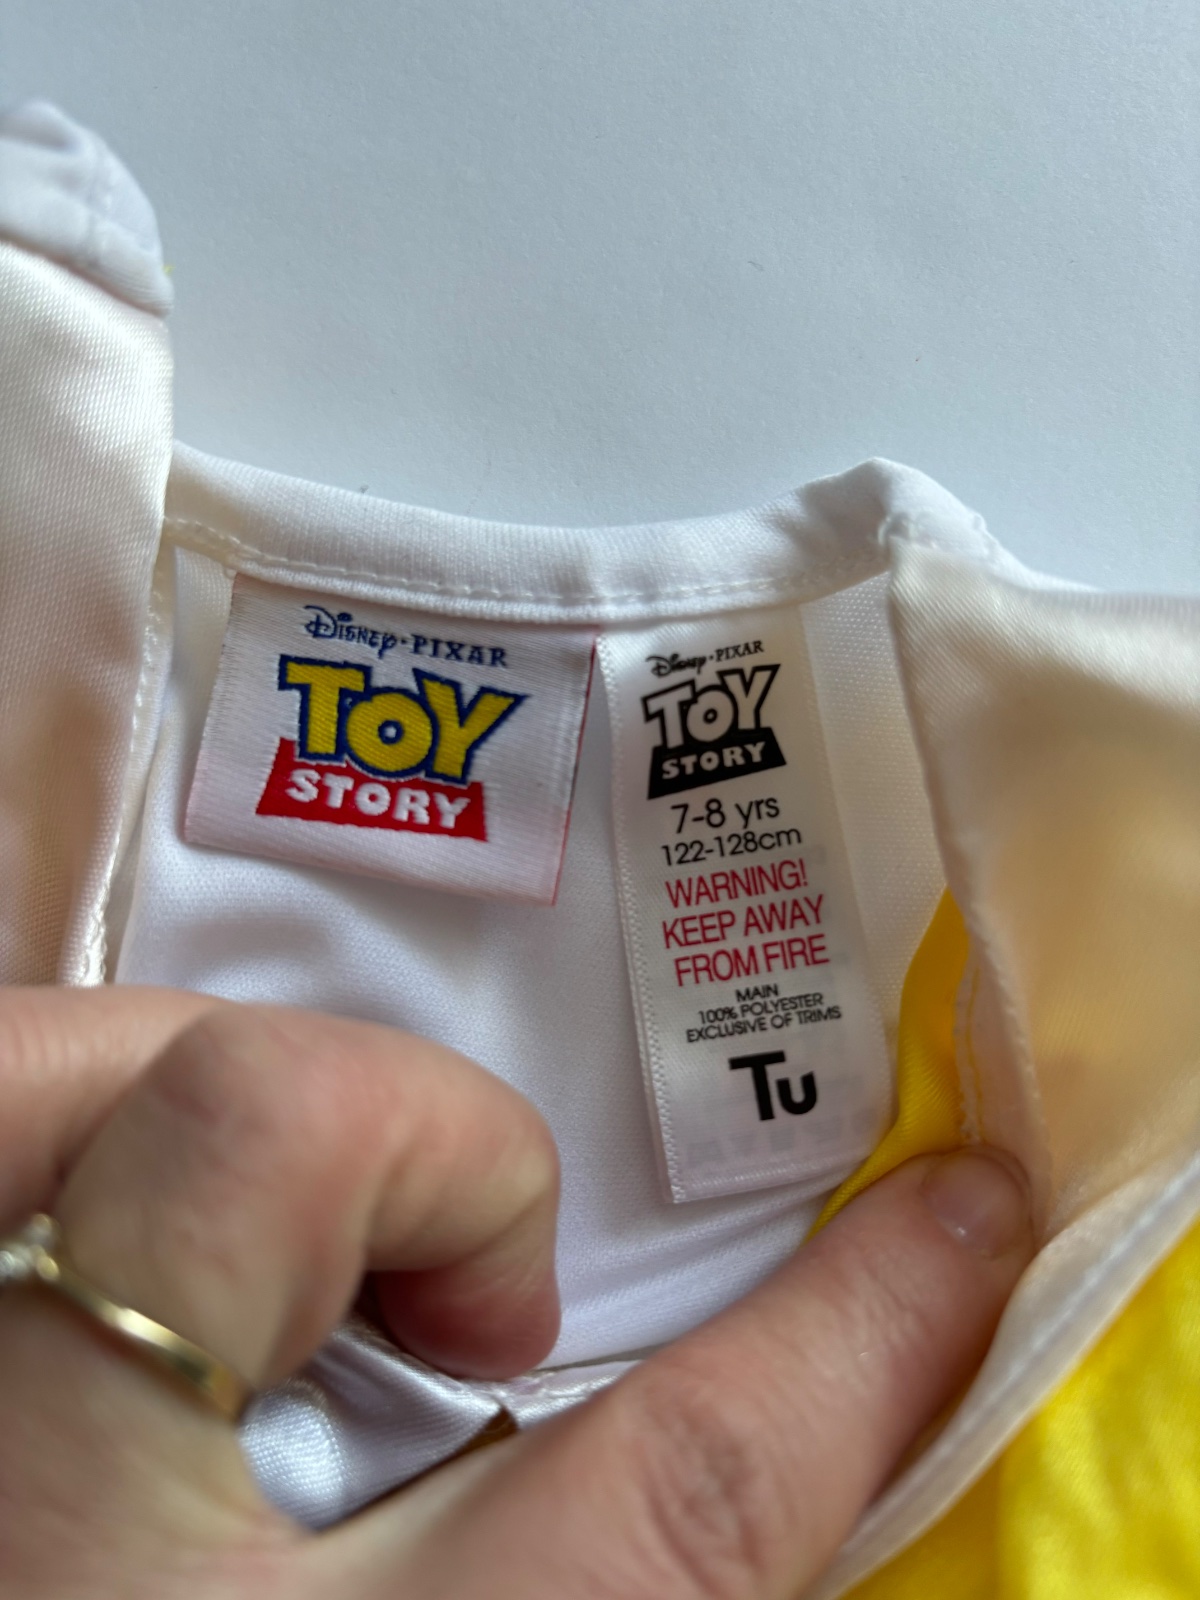 Disney·PIXAR
TOY
STORY
Disney·PIXAR
TOY
STORY
7-8 yrs
122-128cm
WARNING!
KEEP AWAY
FROM FIRE
MAIN
100% POLYESTER
EXCLUSIVE OF TRIMS
Tu